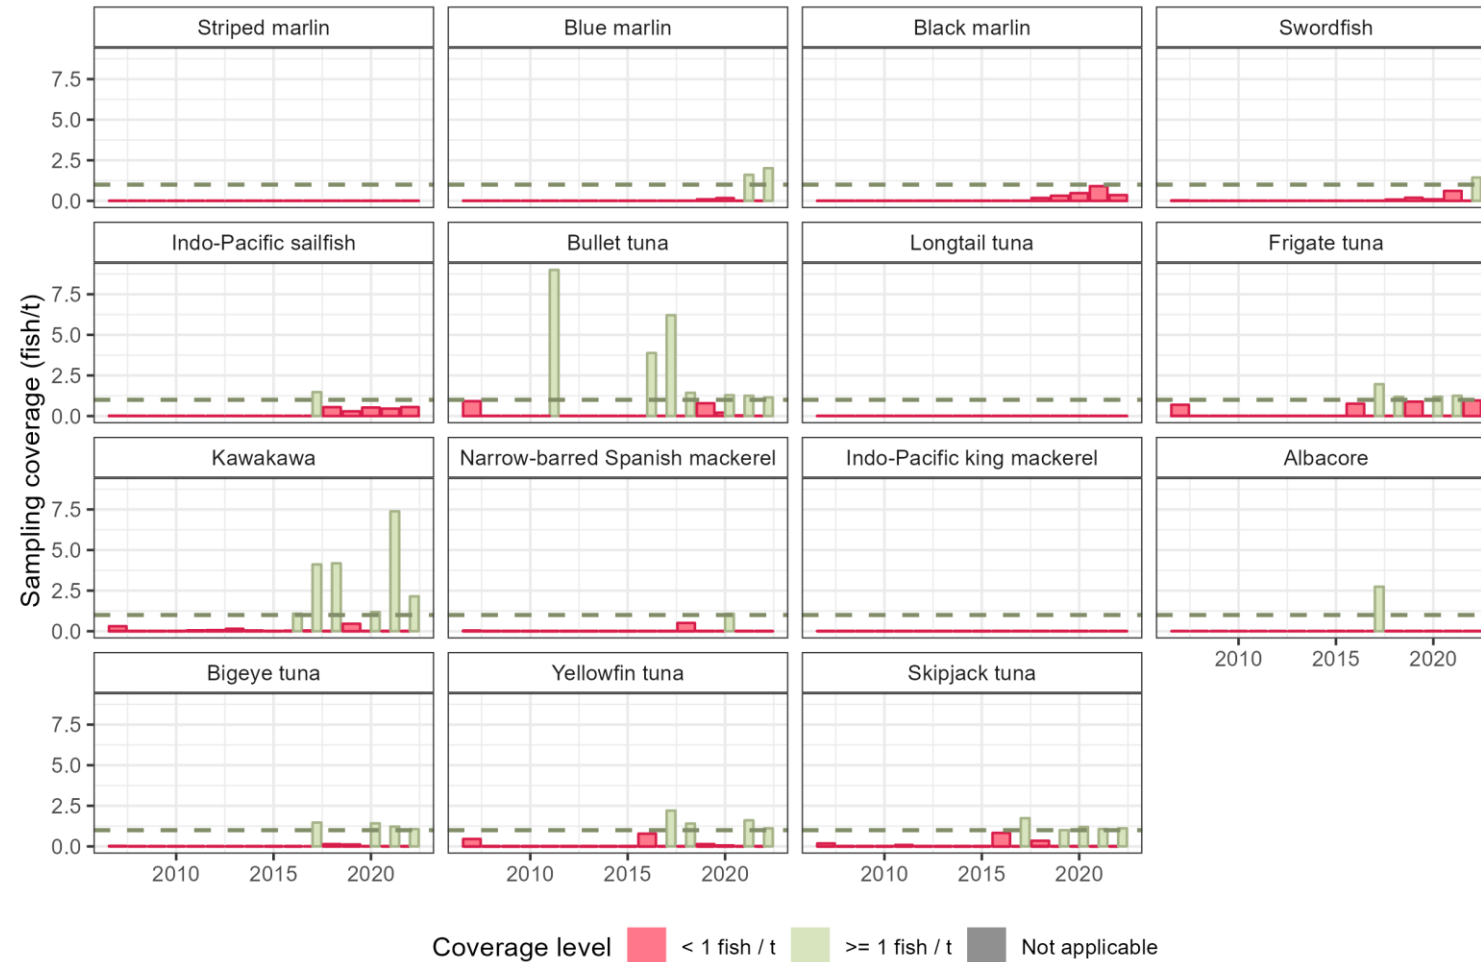 Striped marlin Blue marlin Black marlin Swordfish
7.5
5.0
2.5
0.0
Indo-Pacific sailfish Bullet tuna Longtail tuna Frigate tuna
7.5
5.0
2.5
0.0
Sampling coverage (fish/t)
Kawakawa Narrow-barred Spanish mackerel Indo-Pacific king mackerel Albacore
7.5
5.0
2.5
0.0
2010 2015 2020
Bigeye tuna Yellowfin tuna Skipjack tuna
7.5
5.0
2.5
0.0
2010 2015 2020 2010 2015 2020 2010 2015 2020
Coverage level < 1 fish / t >= 1 fish / t Not applicable